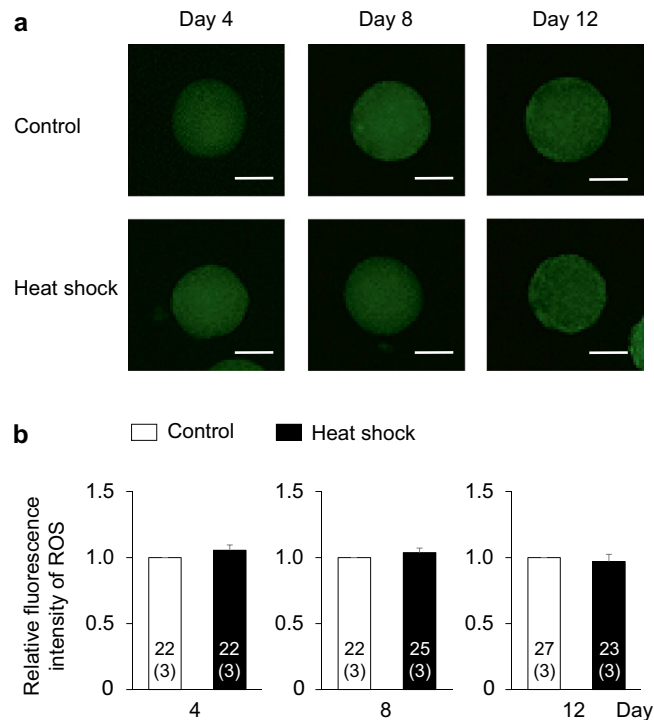 a
Day 4 Day 8 Day 12
Control
Heat shock
b
Control Heat shock
Relative fluorescence
intensity of ROS
1.5 1.5 1.5
1.0 1.0 1.0
0.5 0.5 0.5
22 22 22 25 27 23
(3) (3) (3) (3) (3) (3)
0 0 0
4 8 12 Day